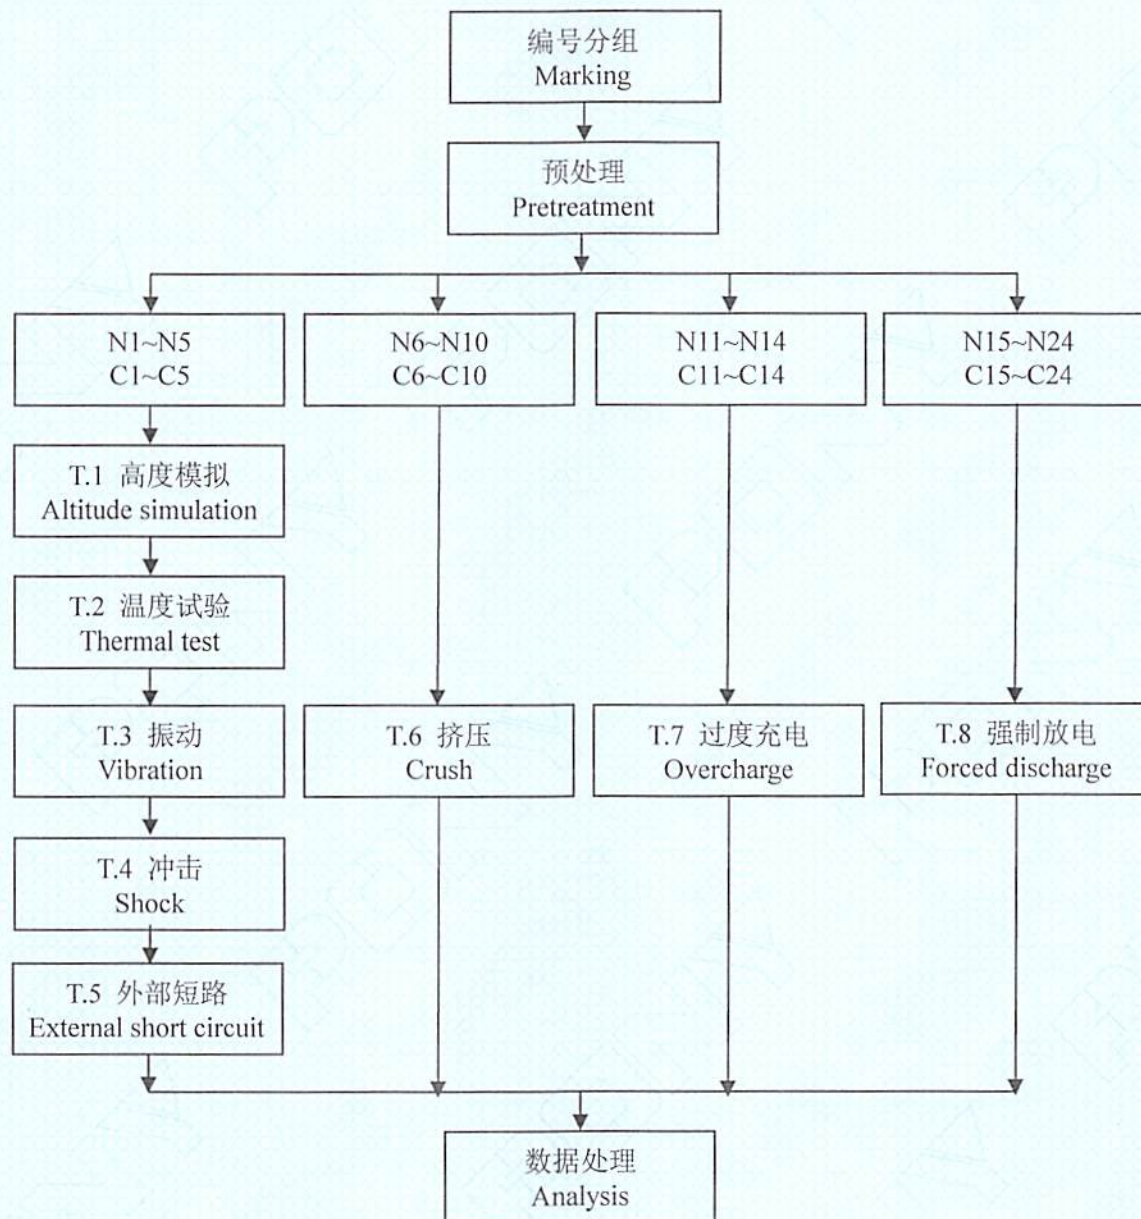 编号分组
Marking
预处理
Pretreatment
N1~N5
C1~C5
N6~N10
C6~C10
N11~N14
C11~C14
N15~N24
C15~C24
T.1 高度模拟
Altitude simulation
T.2 温度试验
Thermal test
T.3 振动
Vibration
T.6 挤压
Crush
T.7 过度充电
Overcharge
T.8 强制放电
Forced discharge
T.4 冲击
Shock
T.5 外部短路
External short circuit
数据处理
Analysis